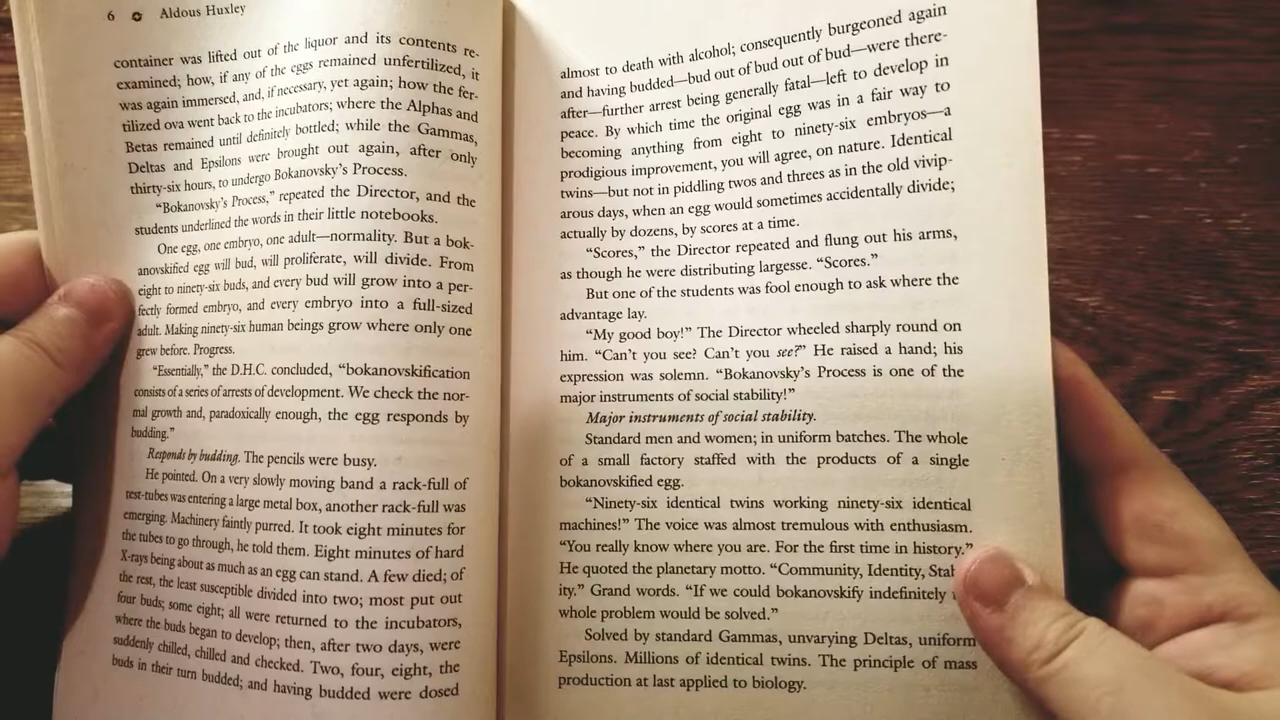 6 Aldous Huxley
container was lifted out of the liquor and its contents re-
examined; how, if any of the eggs remained unfertilized, it
was again immersed, and, if necessary, yet again; how the fer-
tilized ova went back to the incubators; where the Alphas and
Betas remained until definitely bottled; while the Gammas,
Deltas and Epsilons were brought out again, after only
thirty-six hours, to undergo Bokanovsky's Process.
"Bokanovsky's Process," repeated the Director, and the
students underlined the words in their little notebooks.
One egg, one embryo, one adult—normality. But a bok-
anovskified egg will bud, will proliferate, will divide. From
eight to ninety-six buds, and every bud will grow into a per-
fectly formed embryo, and every embryo into a full-sized
adult. Making ninety-six human beings grow where only one
grew before. Progress.
"Essentially," the D.H.C. concluded, "bokanovskification
consists of a series of arrests of development. We check the nor-
mal growth and, paradoxically enough, the egg responds by
budding."
Responds by budding. The pencils were busy.
He pointed. On a very slowly moving band a rack-full of
test-tubes was entering a large metal box, another rack-full was
emerging. Machinery faintly purred. It took eight minutes for
the tubes to go through, he told them. Eight minutes of hard
X-rays being about as much as an egg can stand. A few died; of
the rest, the least susceptible divided into two; most put out
four buds; some eight; all were returned to the incubators,
where the buds began to develop; then, after two days, were
suddenly chilled, chilled and checked. Two, four, eight, the
buds in their turn budded; and having budded were dosed
almost to death with alcohol; consequently burgeoned again
and having budded—bud out of bud out of bud—were there-
after—further arrest being generally fatal—left to develop in
peace. By which time the original egg was in a fair way to
becoming anything from eight to ninety-six embryos—a
prodigious improvement, you will agree, on nature. Identical
twins—but not in piddling twos and threes as in the old vivip-
arous days, when an egg would sometimes accidentally divide;
actually by dozens, by scores at a time.
"Scores," the Director repeated and flung out his arms,
as though he were distributing largesse. "Scores."
But one of the students was fool enough to ask where the
advantage lay.
"My good boy!" The Director wheeled sharply round on
him. "Can't you see? Can't you see?" He raised a hand; his
expression was solemn. "Bokanovsky's Process is one of the
major instruments of social stability!"
Major instruments of social stability.
Standard men and women; in uniform batches. The whole
of a small factory staffed with the products of a single
bokanovskified egg.
"Ninety-six identical twins working ninety-six identical
machines!" The voice was almost tremulous with enthusiasm.
"You really know where you are. For the first time in history."
He quoted the planetary motto. "Community, Identity, Stab
ity." Grand words. "If we could bokanovskify indefinitely
whole problem would be solved."
Solved by standard Gammas, unvarying Deltas, uniform
Epsilons. Millions of identical twins. The principle of mass
production at last applied to biology.